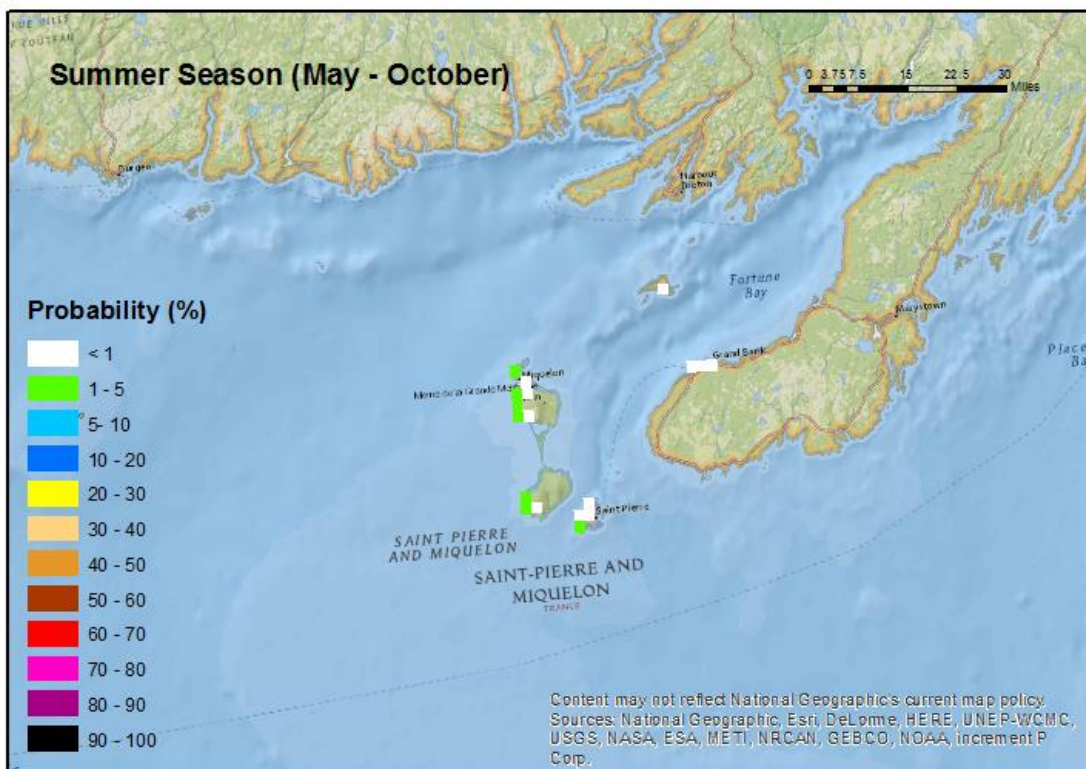 Summer Season (May - October)
0 3.75 7.5 15 22.5 30
Miles
Burgeo
Harbour
Breton
Fortune
Bay
Marystown
Grand Bank
Miquelon
Saint Pierre
SAINT PIERRE
AND MIQUELON
SAINT-PIERRE AND
MIQUELON
FRANCE
Probability (%)
< 1
1 - 5
5- 10
10 - 20
20 - 30
30 - 40
40 - 50
50 - 60
60 - 70
70 - 80
80 - 90
90 - 100
Content may not reflect National Geographic's current map policy.
Sources: National Geographic, Esri, DeLorme, HERE, UNEP-WCMC,
USGS, NASA, ESA, METI, NRCAN, GEBCO, NOAA, increment P
Corp.